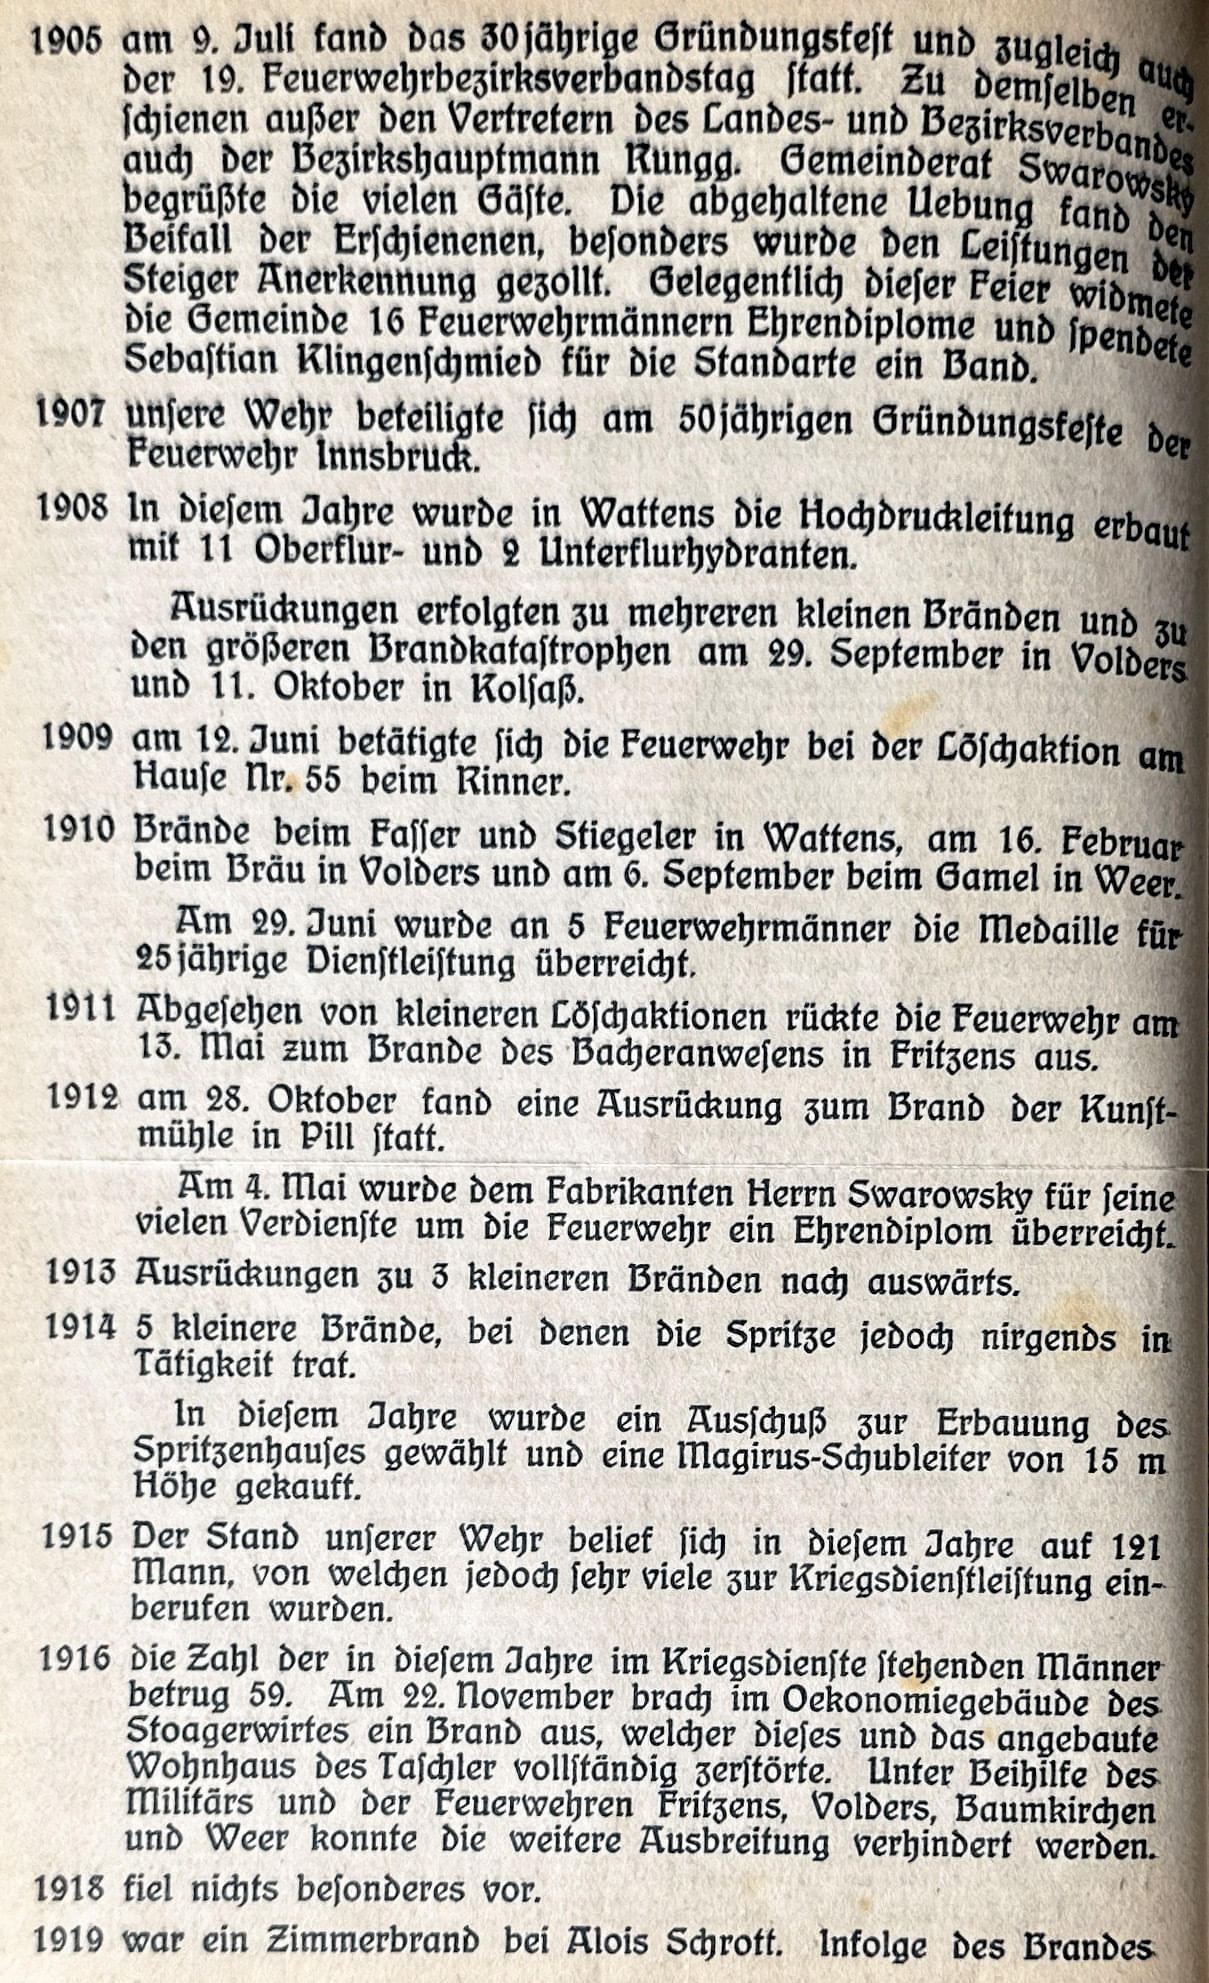 1905 am 9. Juli fand das 30jährige Gründungsfest und zugleich auch
der 19. Feuerwehrbezirksverbandstag statt. Zu demselben er-
schienen außer den Vertretern des Landes- und Bezirksverbandes
auch der Bezirkshauptmann Rungg. Gemeinderat Swarowsky
begrüßte die vielen Gäste. Die abgehaltene Uebung fand den
Beifall der Erschienenen, besonders wurde den Leistungen der
Steiger Anerkennung gezollt. Gelegentlich dieser Feier widmete
die Gemeinde 16 Feuerwehrmännern Ehrendiplome und spendete
Sebastian Klingenschmied für die Standarte ein Band.
1907 unsere Wehr beteiligte sich am 50jährigen Gründungsfeste der
Feuerwehr Innsbruck.
1908 In diesem Jahre wurde in Wattens die Hochdruckleitung erbaut
mit 11 Oberflur- und 2 Unterflurhydranten.
Ausrückungen erfolgten zu mehreren kleinen Bränden und zu
den größeren Brandkatastrophen am 29. September in Volders
und 11. Oktober in Kolsaß.
1909 am 12. Juni betätigte sich die Feuerwehr bei der Löschaktion am
Hause Nr. 55 beim Rinner.
1910 Brände beim Fasser und Stiegeler in Wattens, am 16. Februar
beim Bräu in Volders und am 6. September beim Gamel in Weer.
Am 29. Juni wurde an 5 Feuerwehrmänner die Medaille für
25jährige Dienstleistung überreicht.
1911 Abgesehen von kleineren Löschaktionen rückte die Feuerwehr am
13. Mai zum Brande des Bacheranwesens in Fritzens aus.
1912 am 28. Oktober fand eine Ausrückung zum Brand der Kunst-
mühle in Pill statt.
Am 4. Mai wurde dem Fabrikanten Herrn Swarowsky für seine
vielen Verdienste um die Feuerwehr ein Ehrendiplom überreicht.
1913 Ausrückungen zu 3 kleineren Bränden nach auswärts.
1914 5 kleinere Brände, bei denen die Spritze jedoch nirgends in
Tätigkeit trat.
In diesem Jahre wurde ein Ausschuß zur Erbauung des
Spritzenhauses gewählt und eine Magirus-Schubleiter von 15 m
Höhe gekauft.
1915 Der Stand unserer Wehr belief sich in diesem Jahre auf 121
Mann, von welchen jedoch sehr viele zur Kriegsdienstleistung ein-
berufen wurden.
1916 die Zahl der in diesem Jahre im Kriegsdienste stehenden Männer
betrug 59. Am 22. November brach im Oekonomiegebäude des
Stoagerwirtes ein Brand aus, welcher dieses und das angebaute
Wohnhaus des Taschler vollständig zerstörte. Unter Beihilfe des
Militärs und der Feuerwehren Fritzens, Volders, Baumkirchen
und Weer konnte die weitere Ausbreitung verhindert werden.
1918 fiel nichts besonderes vor.
1919 war ein Zimmerbrand bei Alois Schrott. Infolge des Brandes